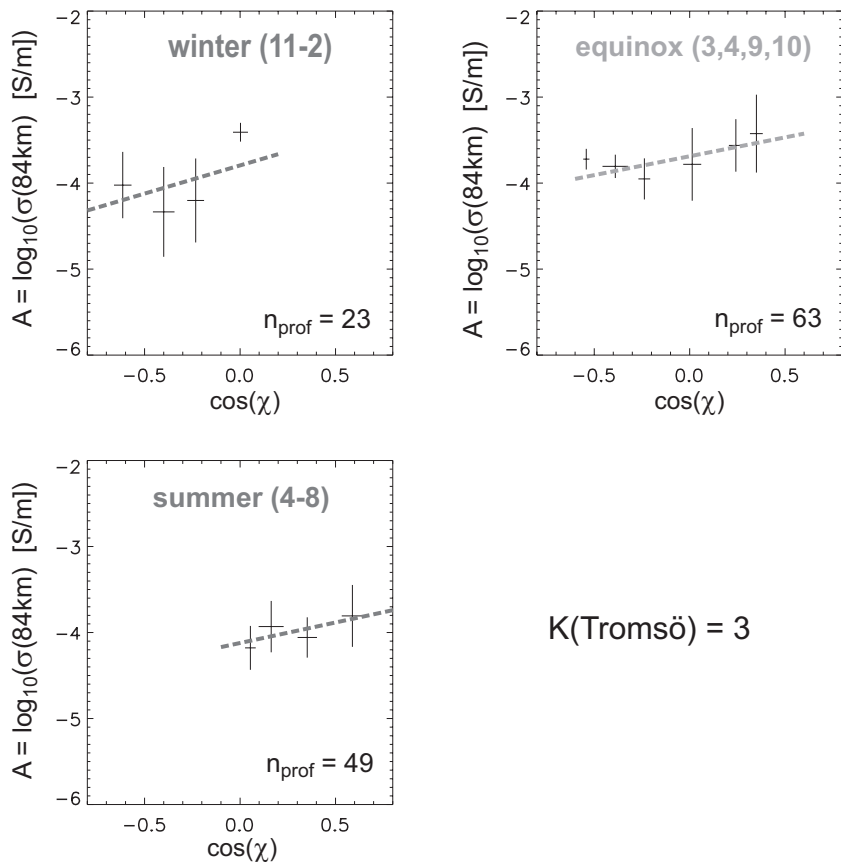 winter (11-2)
A = log10(σ(84km) [S/m])
−2
−3
−4
−5
−6
nprof = 23
−0.5 0.0 0.5
cos(χ)
equinox (3,4,9,10)
A = log10(σ(84km) [S/m])
−2
−3
−4
−5
−6
nprof = 63
−0.5 0.0 0.5
cos(χ)
summer (4-8)
A = log10(σ(84km) [S/m])
−2
−3
−4
−5
−6
nprof = 49
−0.5 0.0 0.5
cos(χ)
K(Tromsö) = 3